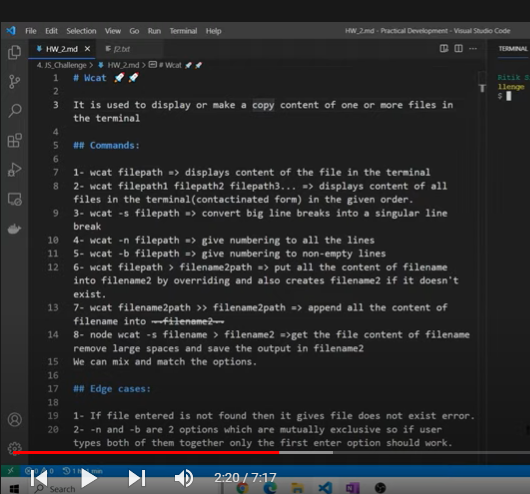 File Edit Selection View Go Run Terminal Help HW_2.md - Practical Development - Visual Studio Code
HW_2.md f2.txt
4. JS_Challenge > HW_2.md > # Wcat 🚀🚀
TERMINAL
Ritik
llenge
$
1 # Wcat 🚀🚀
2
3 It is used to display or make a copy content of one or more files in
the terminal
4
5 ## Commands:
6
7 1- wcat filepath => displays content of the file in the terminal
8 2- wcat filepath1 filepath2 filepath3... => displays content of all
files in the terminal(contactinated form) in the given order.
9 3- wcat -s filepath => convert big line breaks into a singular line
break
10 4- wcat -n filepath => give numbering to all the lines
11 5- wcat -b filepath => give numbering to non-empty lines
12 6- wcat filepath > filename2path => put all the content of filename
into filename2 by overriding and also creates filename2 if it doesn't
exist.
13 7- wcat filename2path >> filename2path => append all the content of
filename into ~~filename2~~
14 8- node wcat -s filename > filename2 =>get the file content of filename
remove large spaces and save the output in filename2
15 We can mix and match the options.
16
17 ## Edge cases:
18
19 1- If file entered is not found then it gives file does not exist error.
20 2- -n and -b are 2 options which are mutually exclusive so if user
types both of them together only the first enter option should work.
2:20 / 7:17
Search